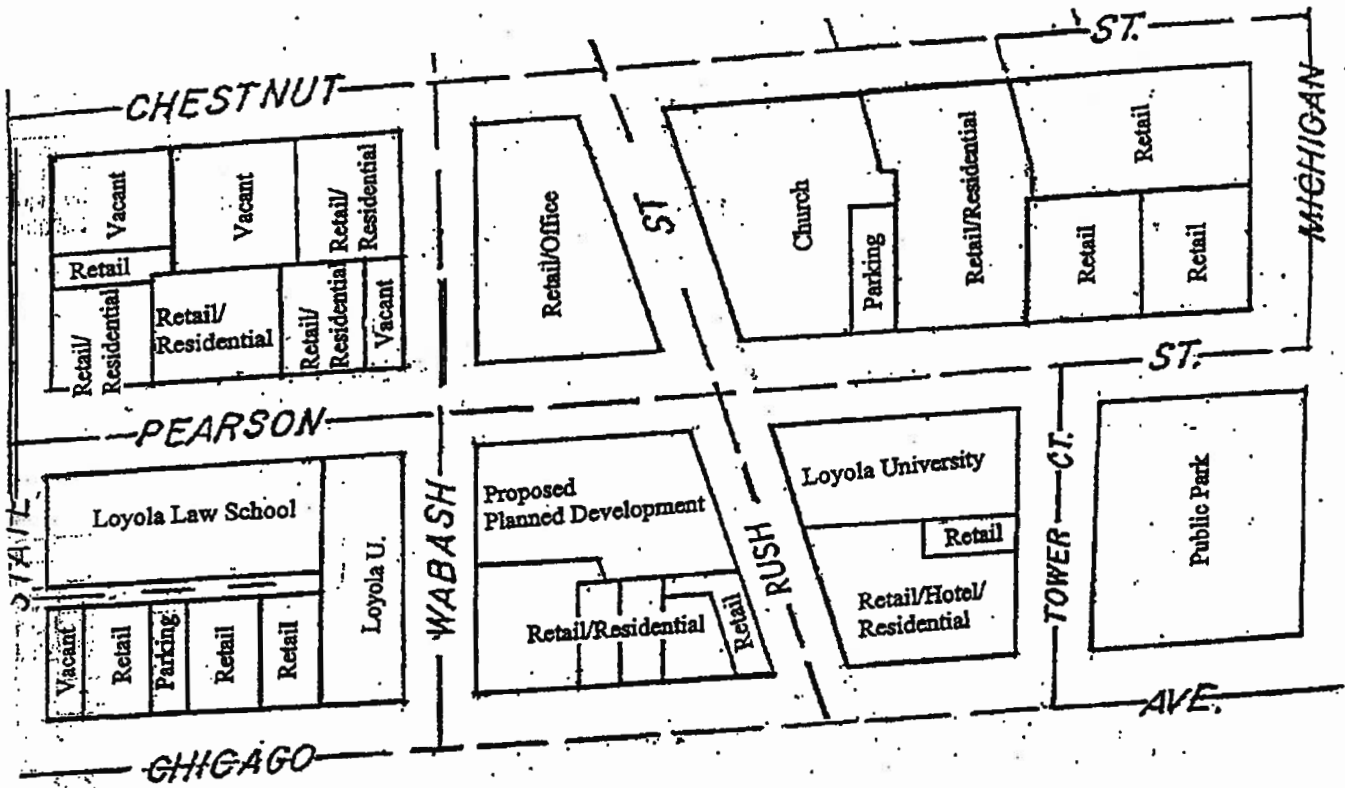 ST.
CHESTNUT
MICHIGAN
Vacant
Vacant
Retail/
Residential
Retail
Retail/
Residential
Retail/
Residential
Retail/
Residential
Vacant
Retail/Office
ST
Church
Parking
Retail/Residential
Retail
Retail
Retail
ST.
PEARSON
STATE
WABASH
RUSH
TOWER CT.
Loyola Law School
Loyola U.
Vacant
Retail
Parking
Retail
Retail
Proposed
Planned Development
Retail/Residential
Retail
Loyola University
Retail
Retail/Hotel/
Residential
Public Park
AVE.
CHICAGO